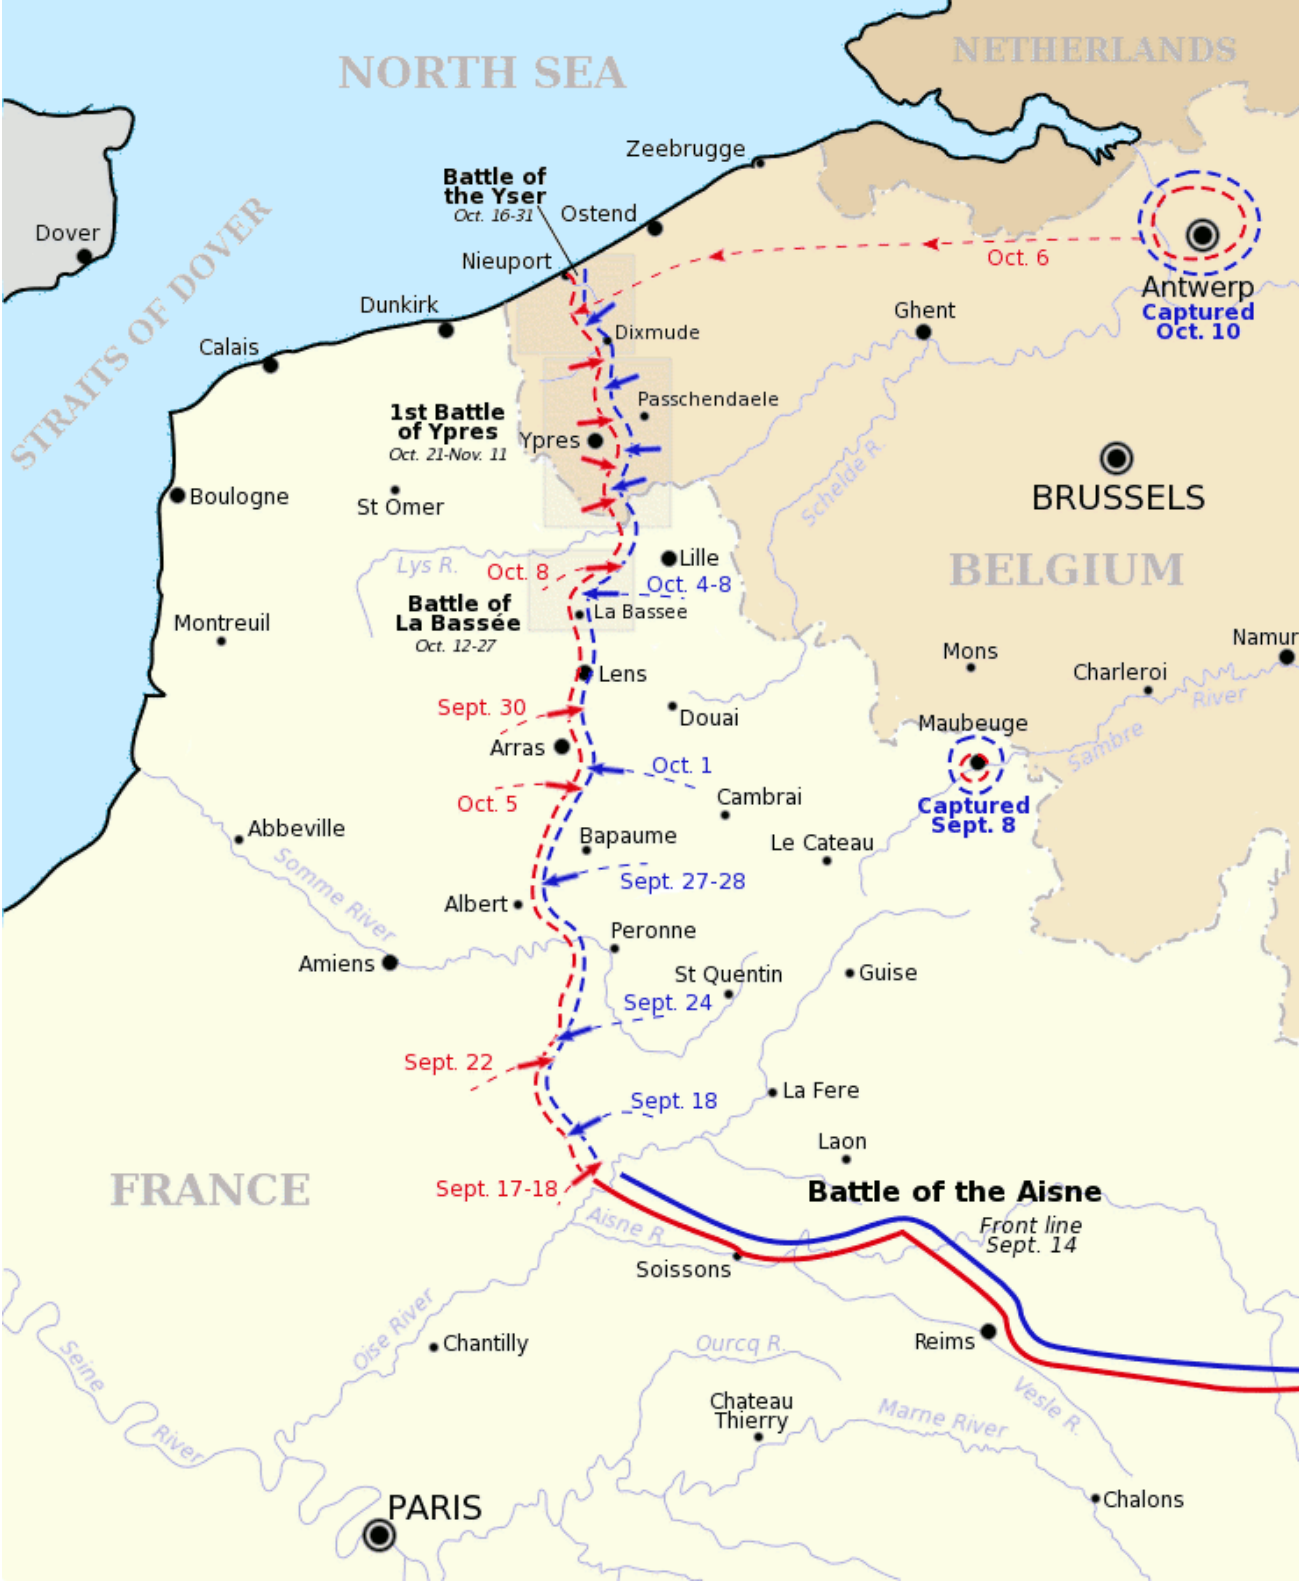 NETHERLANDS
NORTH SEA
Zeebrugge
Battle of
the Yser
Oct. 16-31
Ostend
Dover
STRAITS OF DOVER
Nieuport
Oct. 6
Antwerp
Captured
Oct. 10
Dunkirk
Ghent
Dixmude
Calais
Passchendaele
1st Battle
of Ypres
Oct. 21-Nov. 11
Ypres
Schelde R.
BRUSSELS
Boulogne
St Omer
Lys R.
Lille
BELGIUM
Oct. 8
Oct. 4-8
Battle of
La Bassée
Oct. 12-27
La Bassee
Montreuil
Namur
Mons
Charleroi
Lens
River
Sambre
Sept. 30
Douai
Maubeuge
Arras
Oct. 1
Captured
Sept. 8
Oct. 5
Cambrai
Abbeville
Bapaume
Le Cateau
Somme River
Sept. 27-28
Albert
Peronne
Amiens
St Quentin
Guise
Sept. 24
Sept. 22
La Fere
Sept. 18
Laon
FRANCE
Sept. 17-18
Battle of the Aisne
Front line
Sept. 14
Aisne R.
Soissons
Oise River
Chantilly
Ourcq R.
Reims
Seine
River
Vesle R.
Chateau
Thierry
Marne River
PARIS
Chalons